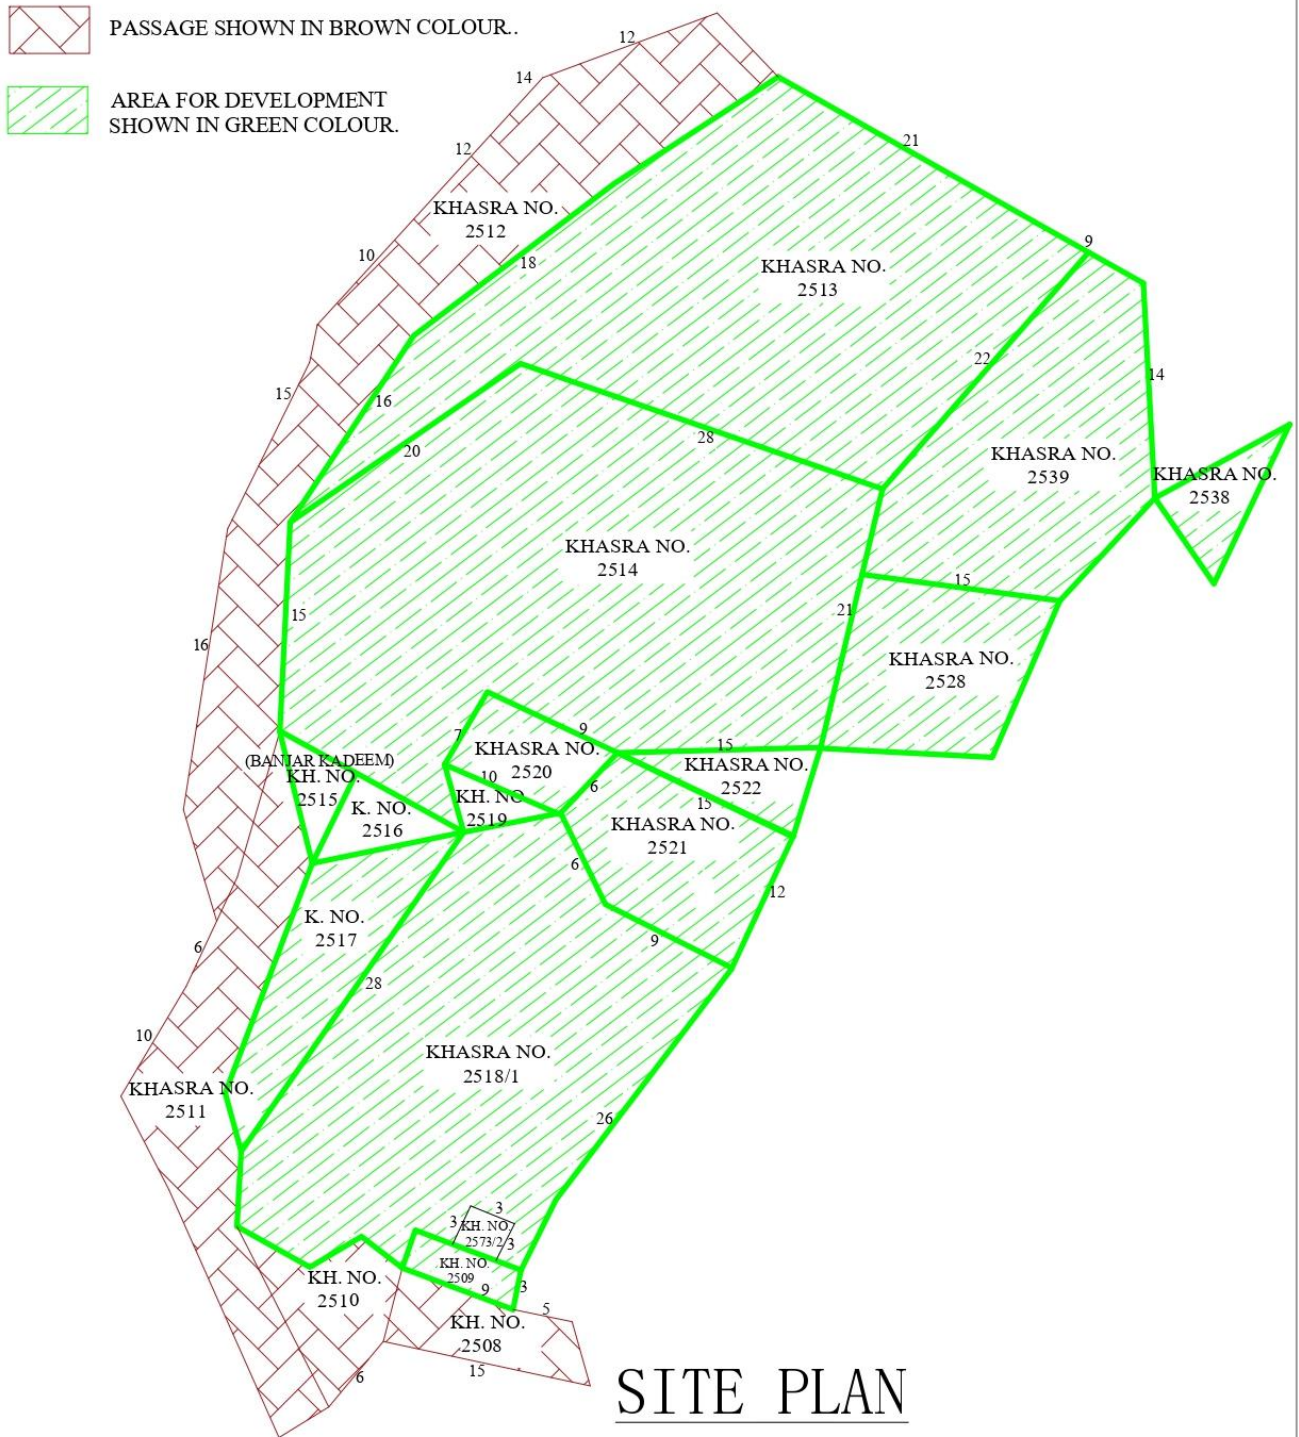 PASSAGE SHOWN IN BROWN COLOUR..
AREA FOR DEVELOPMENT
SHOWN IN GREEN COLOUR.
12
14
12
21
KHASRA NO.
2512
10
18
9
KHASRA NO.
2513
22
14
15
16
20
28
KHASRA NO.
2539
KHASRA NO.
2538
KHASRA NO.
2514
15
15
21
16
KHASRA NO.
2528
7
9
15
(BANJAR KADEEM)
KH. NO.
2515
KHASRA NO.
2520
10
6
KHASRA NO.
2522
15
K. NO.
2516
KH. NO
2519
KHASRA NO.
2521
6
12
K. NO.
2517
9
6
28
10
KHASRA NO.
2518/1
KHASRA NO.
2511
26
3
3
KH. NO.
2573/2
3
KH. NO.
2509
9
3
KH. NO.
2510
5
KH. NO.
2508
6
15
SITE PLAN